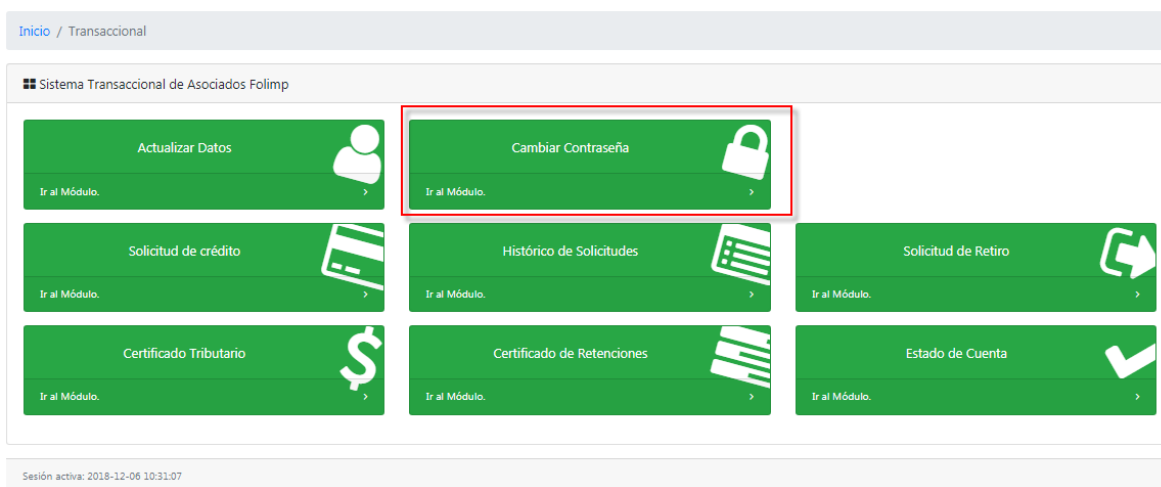 Inicio / Transaccional
Sistema Transaccional de Asociados Folimp
Actualizar Datos
Ir al Módulo.
Cambiar Contraseña
Ir al Módulo.
Solicitud de crédito
Ir al Módulo.
Histórico de Solicitudes
Ir al Módulo.
Solicitud de Retiro
Ir al Módulo.
Certificado Tributario
Ir al Módulo.
Certificado de Retenciones
Ir al Módulo.
Estado de Cuenta
Ir al Módulo.
Sesión activa: 2018-12-06 10:31:07